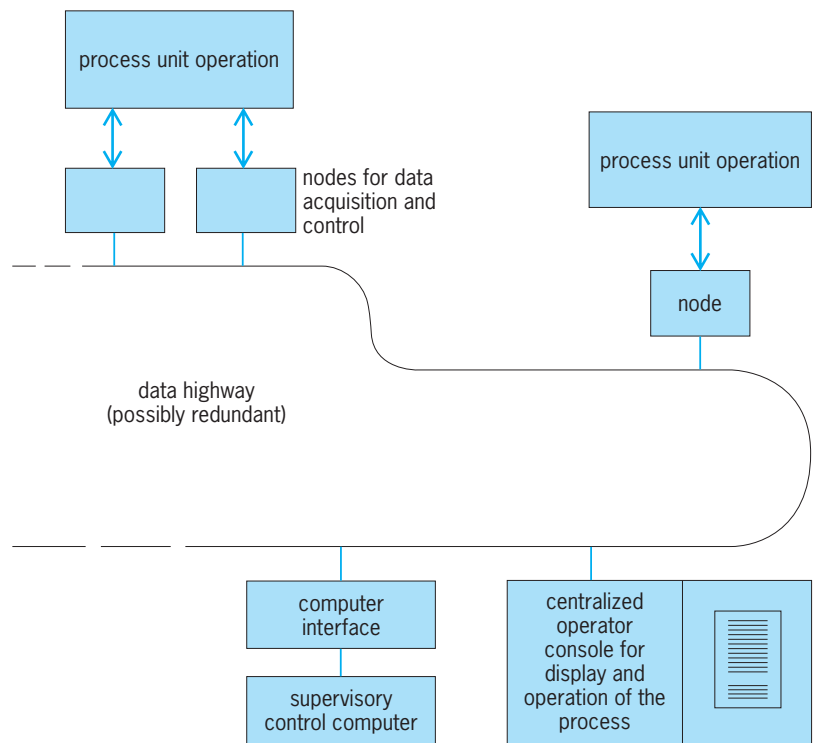 process unit operation
nodes for data
acquisition and
control
process unit operation
node
data highway
(possibly redundant)
computer
interface
supervisory
control computer
centralized
operator
console for
display and
operation of the
process